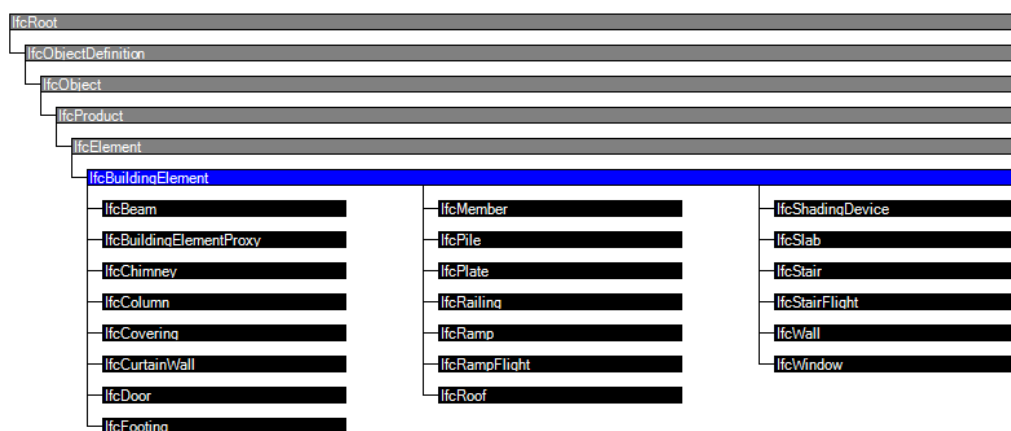 IfcRoot
IfcObjectDefinition
IfcObject
IfcProduct
IfcElement
IfcBuildingElement
IfcBeam
IfcBuildingElementProxy
IfcChimney
IfcColumn
IfcCovering
IfcCurtainWall
IfcDoor
IfcFooting
IfcMember
IfcPile
IfcPlate
IfcRailing
IfcRamp
IfcRampFlight
IfcRoof
IfcShadingDevice
IfcSlab
IfcStair
IfcStairFlight
IfcWall
IfcWindow